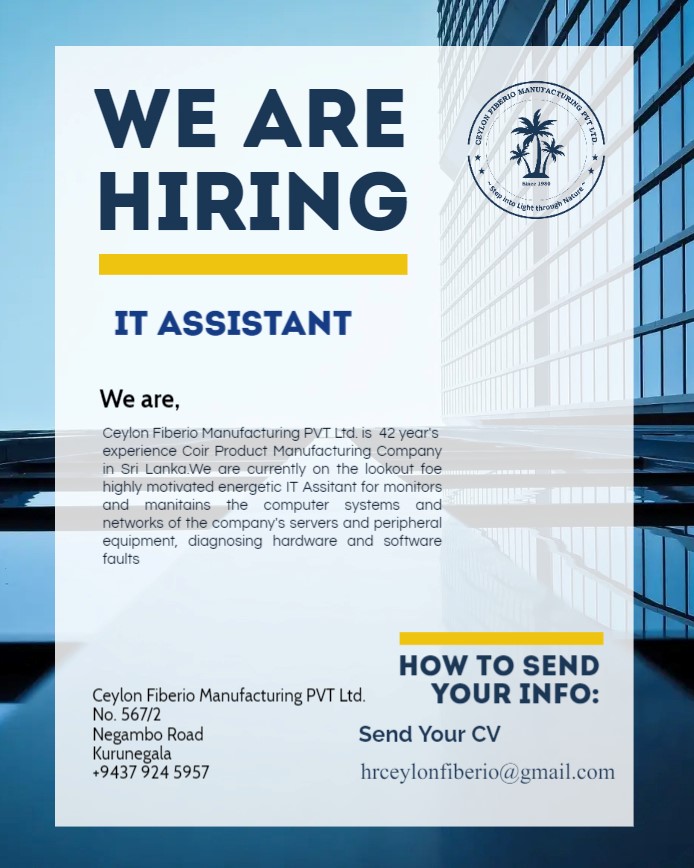 WE ARE
HIRING
CEYLON FIBERIO MANUFACTURING PVT LTD.
Since 1980
~ Step into Light through Nature ~
IT ASSISTANT
We are,
Ceylon Fiberio Manufacturing PVT Ltd. is 42 year's
experience Coir Product Manufacturing Company
in Sri Lanka.We are currently on the lookout foe
highly motivated energetic IT Assitant for monitors
and manitains the computer systems and
networks of the company's servers and peripheral
equipment, diagnosing hardware and software
faults
HOW TO SEND
YOUR INFO:
Send Your CV
hrceylonfiberio@gmail.com
Ceylon Fiberio Manufacturing PVT Ltd.
No. 567/2
Negambo Road
Kurunegala
+9437 924 5957